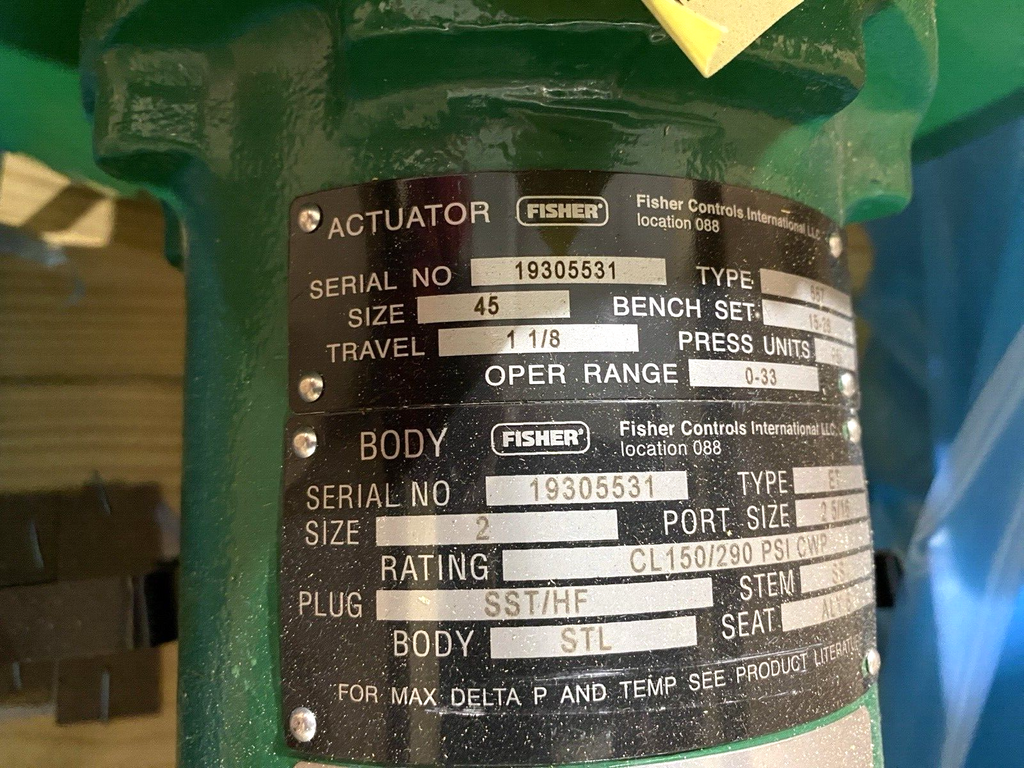 ACTUATOR FISHER® Fisher Controls International LLC
location 088
SERIAL NO 19305531 TYPE
SIZE 45 BENCH SET
TRAVEL 1 1/8 PRESS UNITS
OPER RANGE 0-33
BODY FISHER® Fisher Controls International LLC.
location 088
SERIAL NO 19305531 TYPE
SIZE 2 PORT SIZE 2 5/16
RATING CL150/290 PSI CWP
PLUG SST/HF STEM
BODY STL SEAT
FOR MAX DELTA P AND TEMP SEE PRODUCT